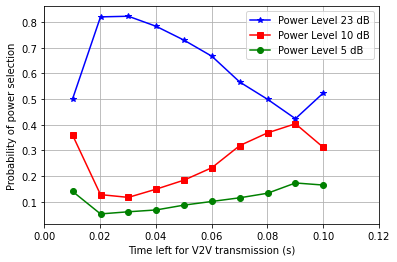 Power Level 23 dB
Power Level 10 dB
Power Level 5 dB
Probability of power selection
0.8
0.7
0.6
0.5
0.4
0.3
0.2
0.1
0.00 0.02 0.04 0.06 0.08 0.10 0.12
Time left for V2V transmission (s)